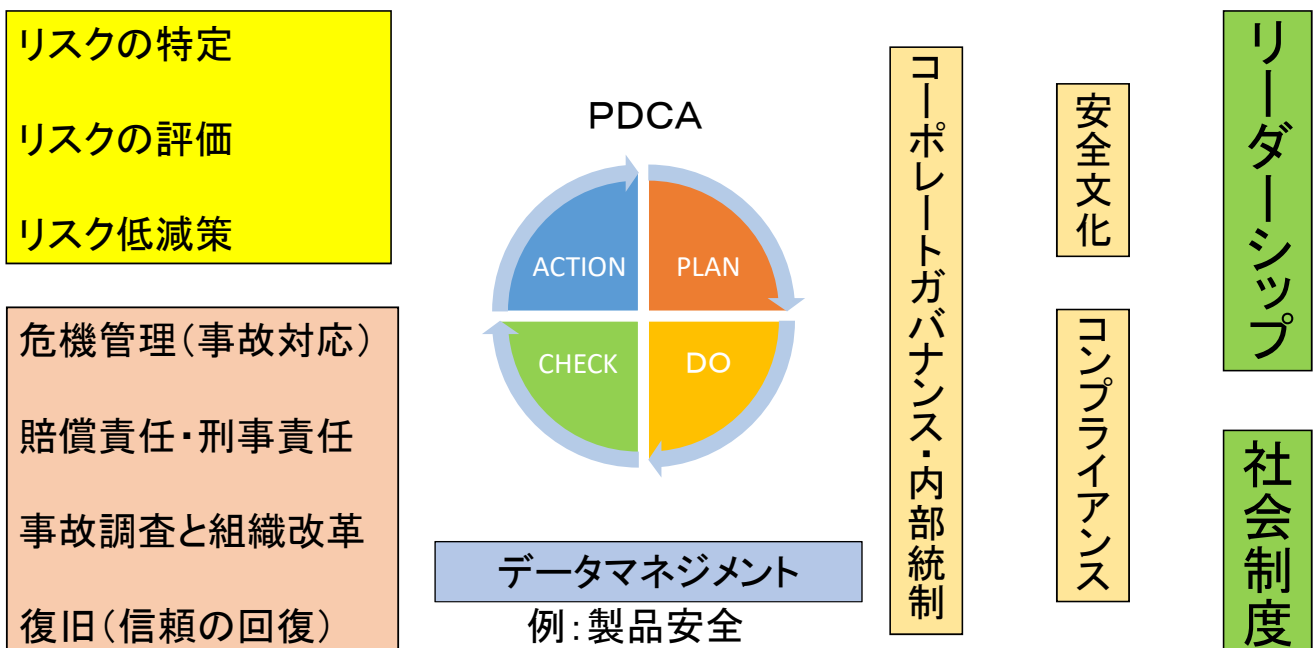 リスクの特定
リスクの評価
リスク低減策
危機管理(事故対応)
賠償責任・刑事責任
事故調査と組織改革
復旧(信頼の回復)
PDCA
ACTION
PLAN
CHECK
DO
データマネジメント
例:製品安全
コーポレートガバナンス・内部統制
安全文化
コンプライアンス
リーダーシップ
社会制度